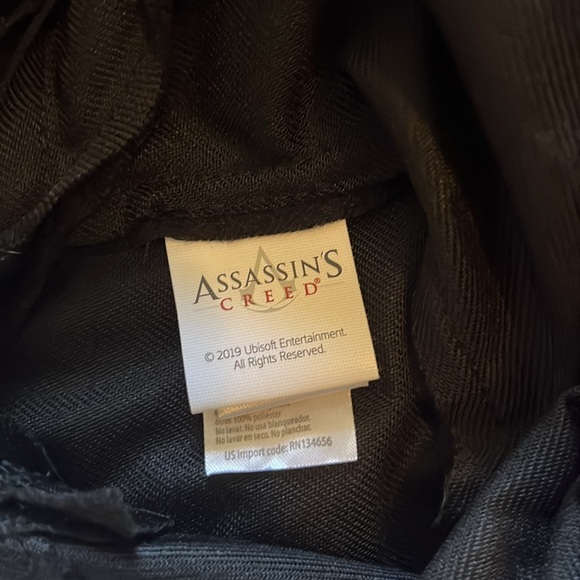 ASSASSIN'S
CREED®
© 2019 Ubisoft Entertainment.
All Rights Reserved.
otros 100% poliéster
No lavar. No usa blanqueador.
No lavar en seco. No planchar.
US Import code: RN134656